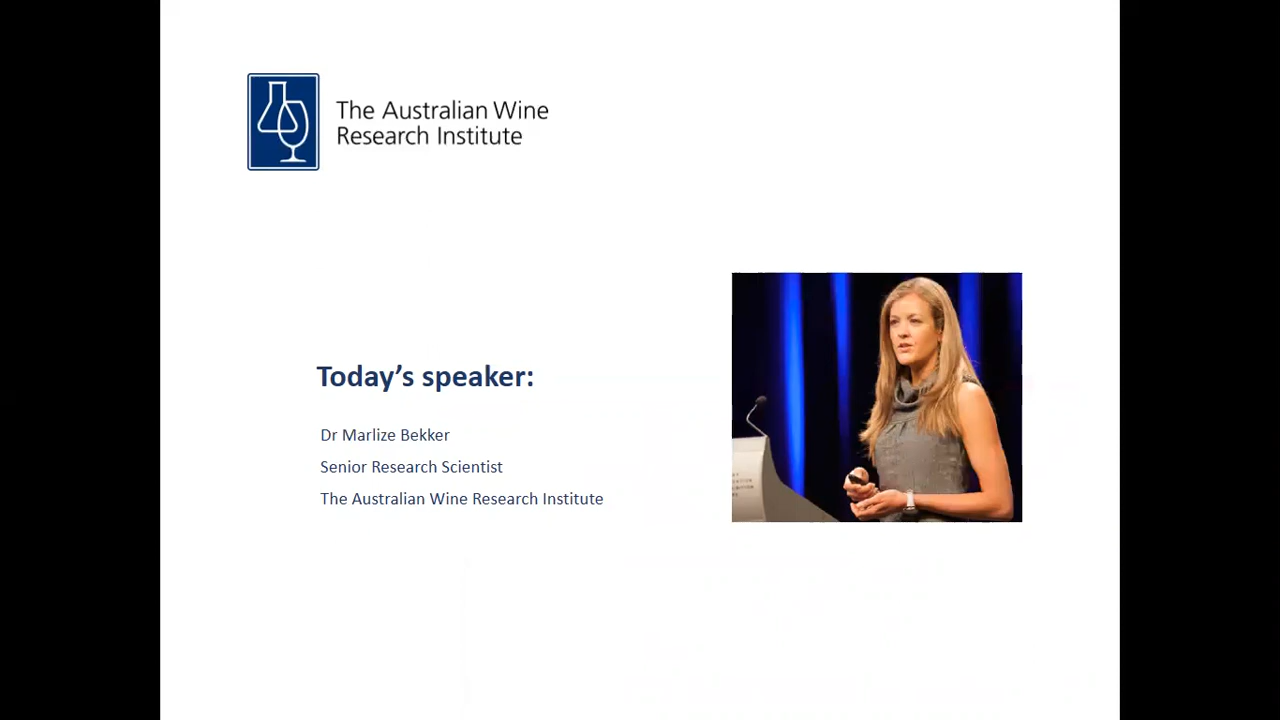 The Australian Wine
Research Institute
Today's speaker:
Dr Marlize Bekker
Senior Research Scientist
The Australian Wine Research Institute